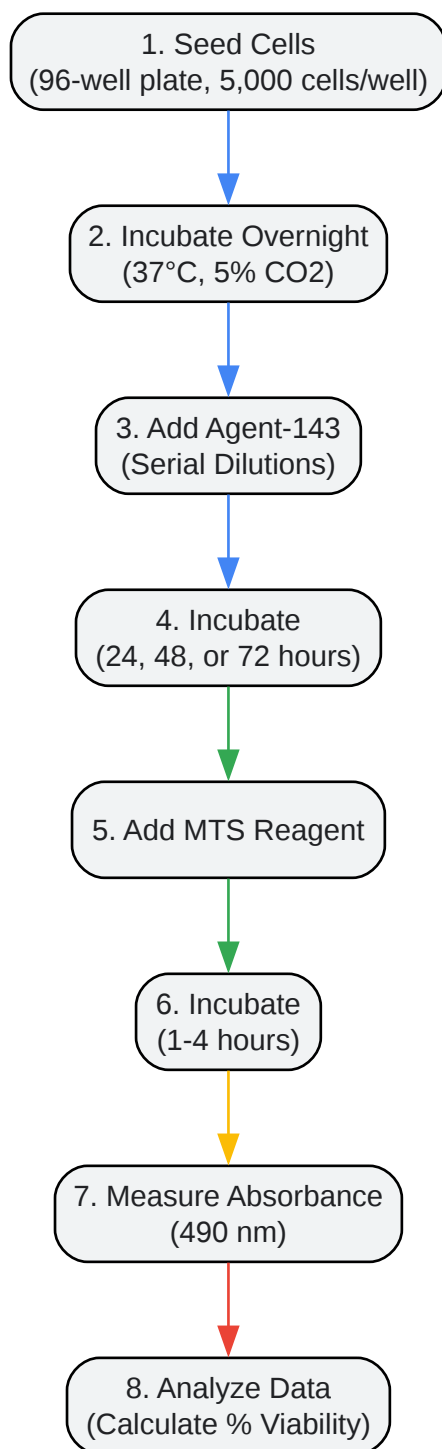 1. Seed Cells
(96-well plate, 5,000 cells/well)
2. Incubate Overnight
(37°C, 5% CO2)
3. Add Agent-143
(Serial Dilutions)
4. Incubate
(24, 48, or 72 hours)
5. Add MTS Reagent
6. Incubate
(1-4 hours)
7. Measure Absorbance
(490 nm)
8. Analyze Data
(Calculate % Viability)